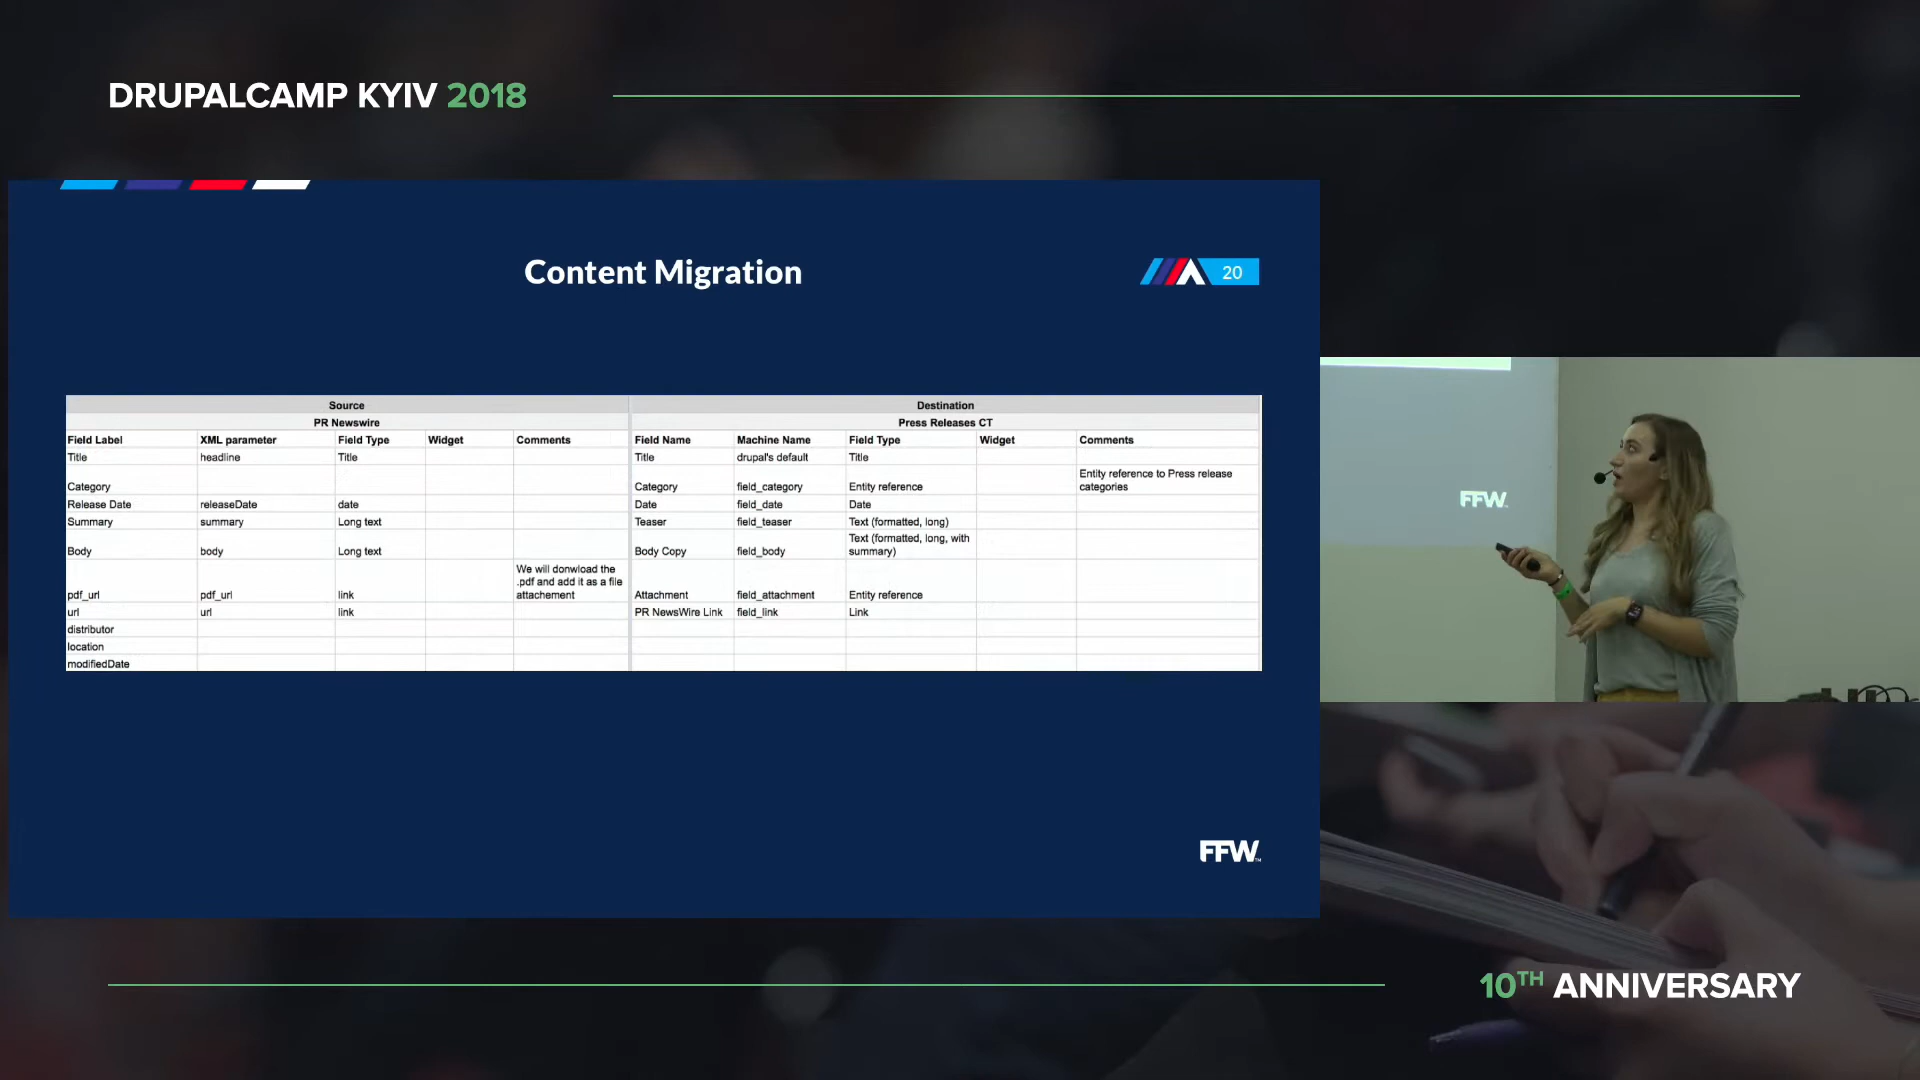 DRUPALCAMP KYIV 2018
Content Migration
20
Source Destination
PR Newswire Press Releases CT
Field Label XML parameter Field Type Widget Comments Field Name Machine Name Field Type Widget Comments
Title headline Title Title drupal's default Title
Category Category field_category Entity reference Entity reference to Press release categories
Release Date releaseDate date Date field_date Date
Summary summary Long text Teaser field_teaser Text (formatted, long)
Body body Long text Body Copy field_body Text (formatted, long, with summary)
pdf_url pdf_url link We will donwload the .pdf and add it as a file attachement Attachment field_attachment Entity reference
url url link PR NewsWire Link field_link Link
distributor
location
modifiedDate
FFW
FFW™
10TH ANNIVERSARY